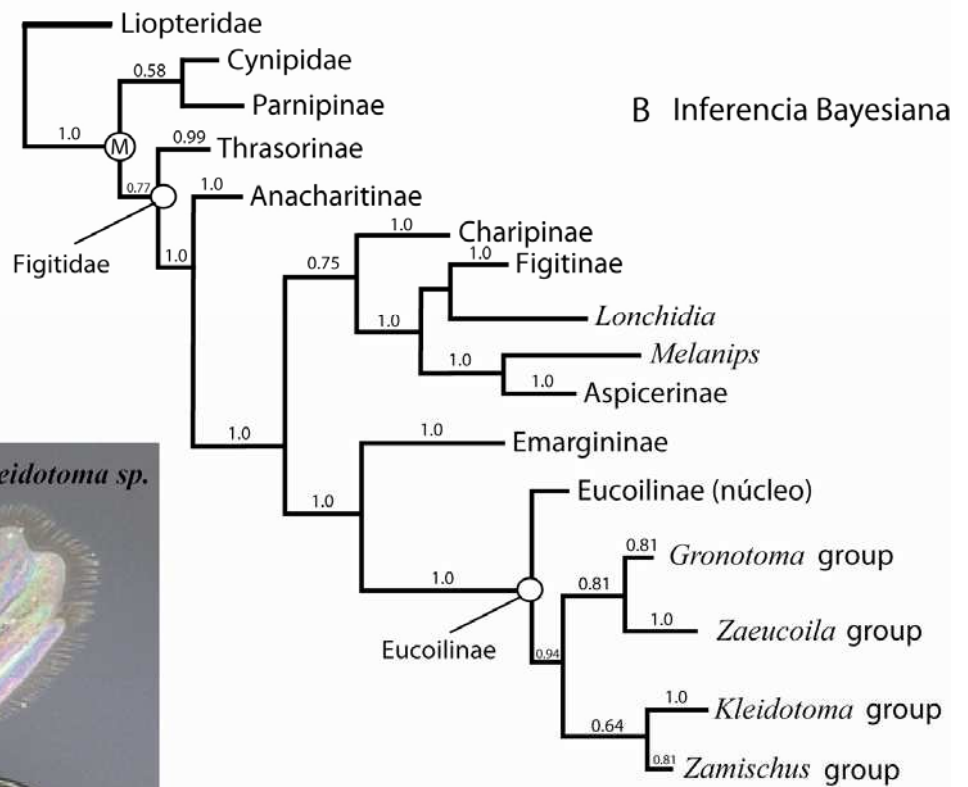 Liopteridae
0.58
Cynipidae
Parnipinae
B Inferencia Bayesiana
1.0
M
0.99
Thrasorinae
0.77
1.0
Anacharitinae
Figitidae
1.0
1.0
Charipinae
0.75
1.0
Figitinae
1.0
Lonchidia
1.0
Melanips
1.0
Aspicerinae
1.0
1.0
Emargininae
eidotoma sp.
1.0
Eucoilinae (núcleo)
0.81
Gronotoma group
1.0
0.81
1.0
Zaeucoila group
Eucoilinae
0.94
1.0
Kleidotoma group
0.64
0.81
Zamischus group